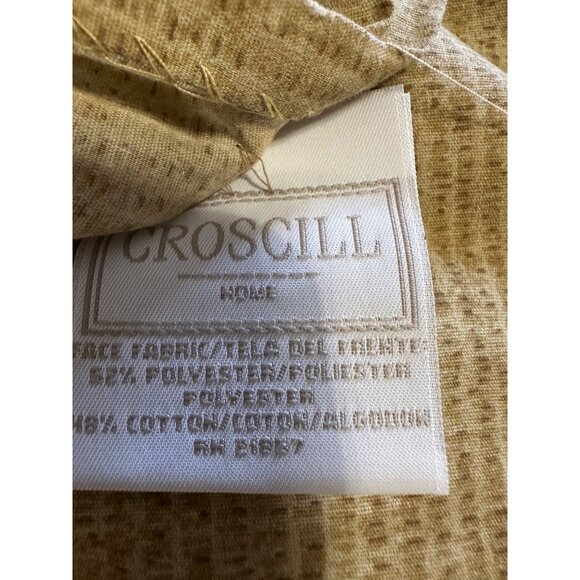 CROSCILL
HOME
FACE FABRIC/TELA DEL FRENTE
52% POLYESTER/POLIESTER
POLYESTER
48% COTTON/COTON/ALGODON
RN 21857